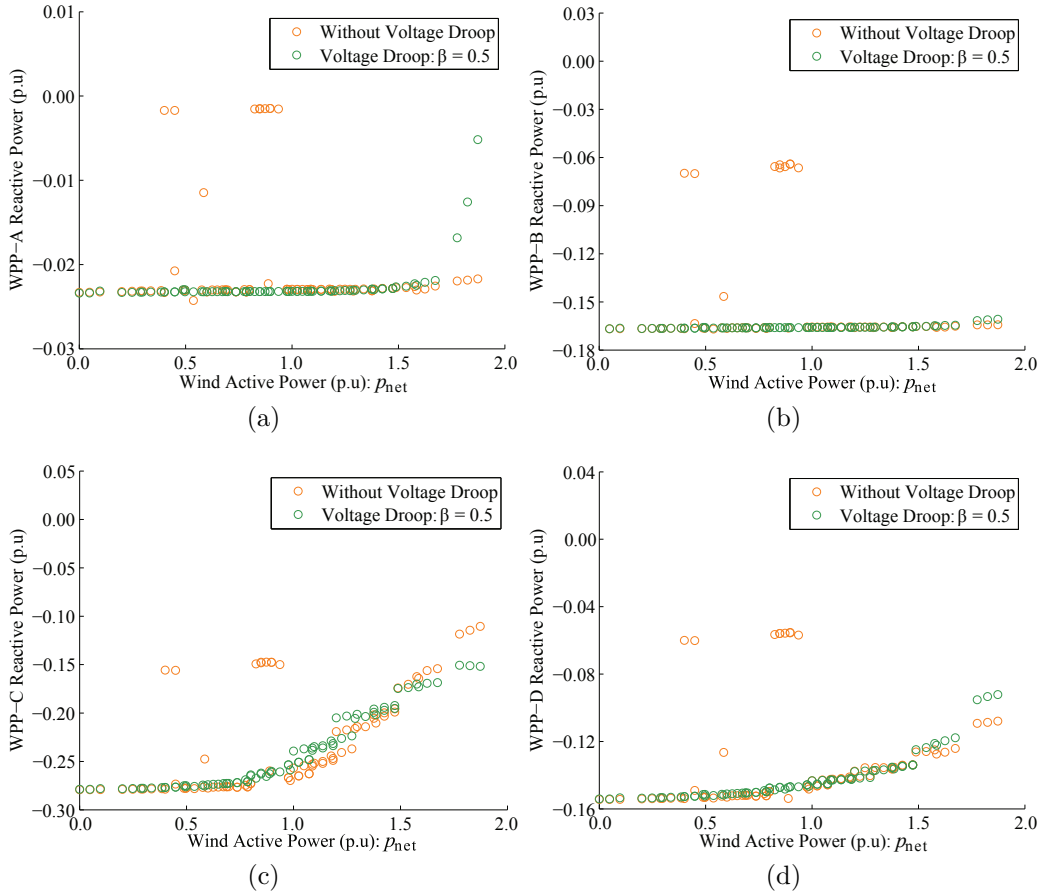 0.01
0.00
−0.01
−0.02
−0.03
WPP−A Reactive Power (p.u)
Without Voltage Droop
Voltage Droop: β = 0.5
0.0 0.5 1.0 1.5 2.0
Wind Active Power (p.u): pnet
(a)
0.03
0.00
−0.03
−0.06
−0.09
−0.12
−0.15
−0.18
WPP−B Reactive Power (p.u)
Without Voltage Droop
Voltage Droop: β = 0.5
0.0 0.5 1.0 1.5 2.0
Wind Active Power (p.u): pnet
(b)
0.05
0.00
−0.05
−0.10
−0.15
−0.20
−0.25
−0.30
WPP−C Reactive Power (p.u)
Without Voltage Droop
Voltage Droop: β = 0.5
0.0 0.5 1.0 1.5 2.0
Wind Active Power (p.u): pnet
(c)
0.04
0.00
−0.04
−0.08
−0.12
−0.16
WPP−D Reactive Power (p.u)
Without Voltage Droop
Voltage Droop: β = 0.5
0.0 0.5 1.0 1.5 2.0
Wind Active Power (p.u): pnet
(d)